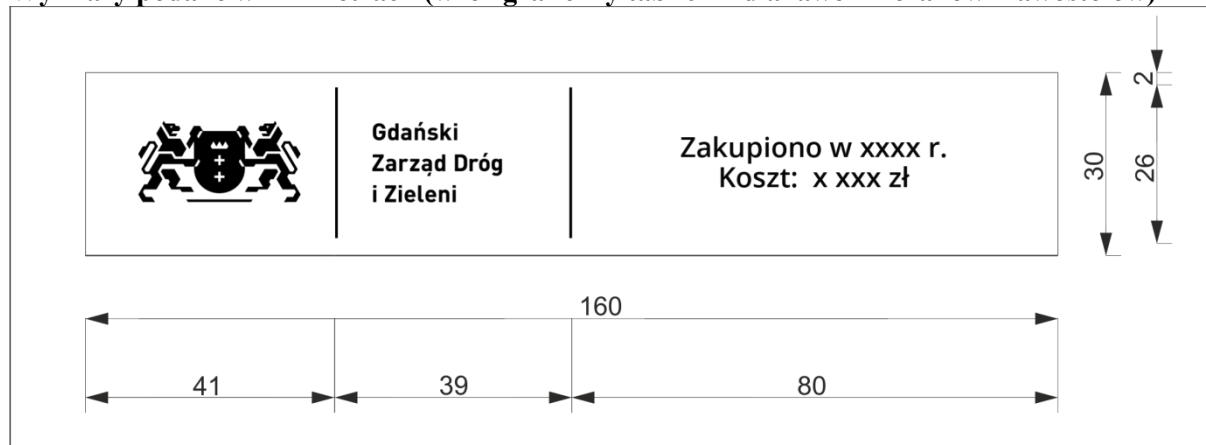 Gdański
Zarząd Dróg
i Zieleni
Zakupiono w xxxx r.
Koszt: x xxx zł
2
30
26
160
41
39
80